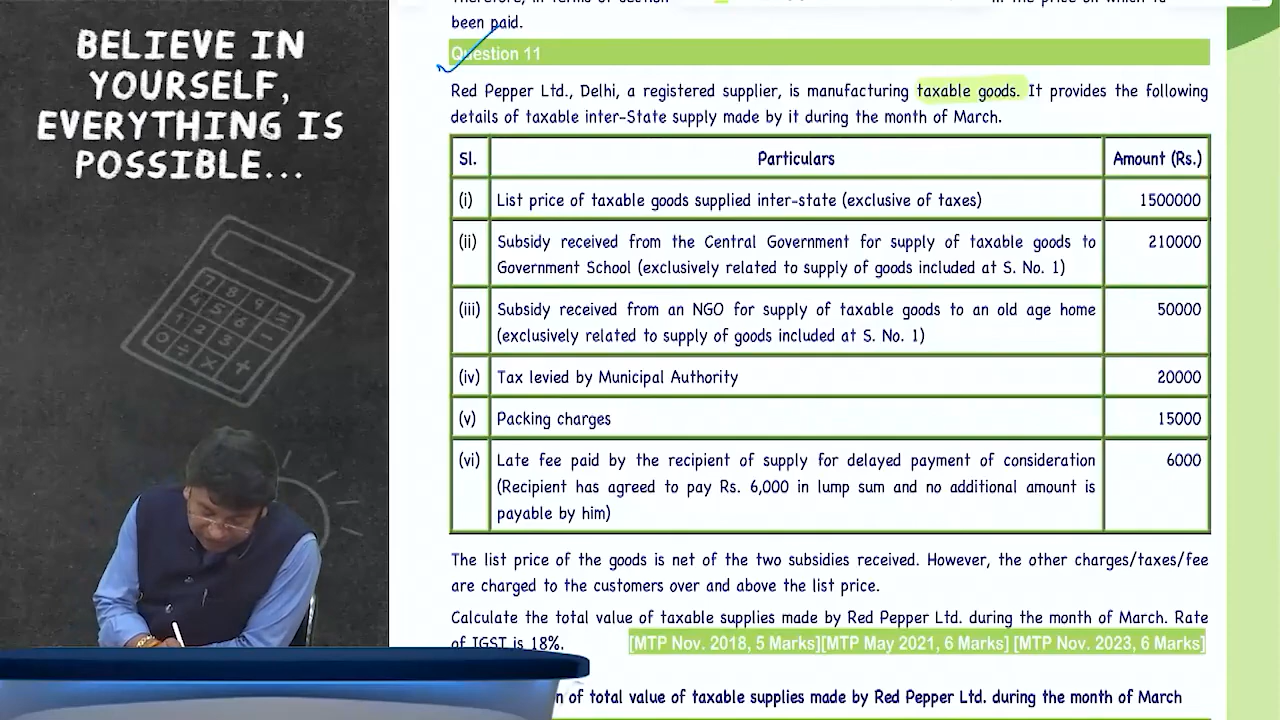 BELIEVE IN
YOURSELF,
EVERYTHING IS
POSSIBLE...
been paid.
Question 11
Red Pepper Ltd., Delhi, a registered supplier, is manufacturing taxable goods. It provides the following
details of taxable inter-State supply made by it during the month of March.
Sl. Particulars Amount (Rs.)
(i) List price of taxable goods supplied inter-state (exclusive of taxes) 1500000
(ii) Subsidy received from the Central Government for supply of taxable goods to 210000
Government School (exclusively related to supply of goods included at S. No. 1)
(iii) Subsidy received from an NGO for supply of taxable goods to an old age home 50000
(exclusively related to supply of goods included at S. No. 1)
(iv) Tax levied by Municipal Authority 20000
(v) Packing charges 15000
(vi) Late fee paid by the recipient of supply for delayed payment of consideration 6000
(Recipient has agreed to pay Rs. 6,000 in lump sum and no additional amount is
payable by him)
The list price of the goods is net of the two subsidies received. However, the other charges/taxes/fee
are charged to the customers over and above the list price.
Calculate the total value of taxable supplies made by Red Pepper Ltd. during the month of March. Rate
of IGST is 18%. [MTP Nov. 2018, 5 Marks][MTP May 2021, 6 Marks] [MTP Nov. 2023, 6 Marks]
of total value of taxable supplies made by Red Pepper Ltd. during the month of March
7 8 9 =
4 5 6 -
1 2 3
0 ÷ × +